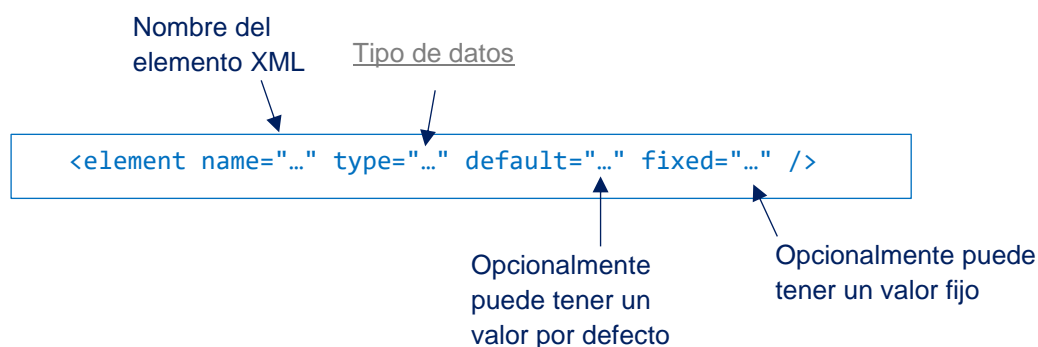 Nombre del
elemento XML
Tipo de datos
<element name="…" type="…" default="…" fixed="…" />
Opcionalmente
puede tener un
valor por defecto
Opcionalmente puede
tener un valor fijo